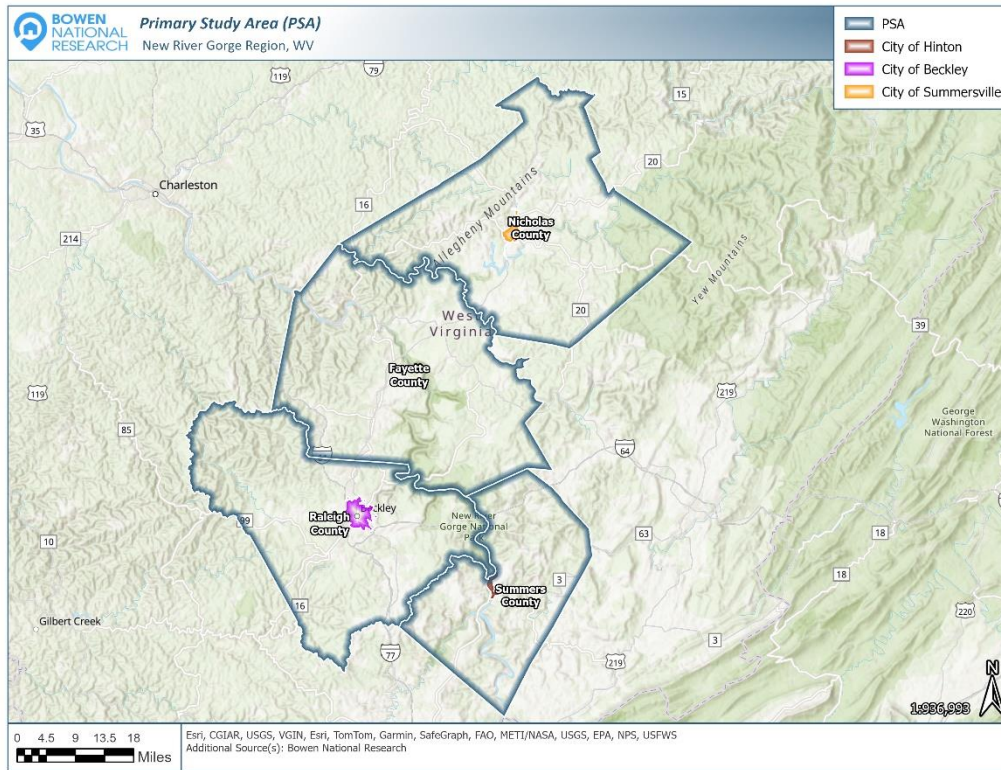 BOWEN
NATIONAL
RESEARCH
Primary Study Area (PSA)
New River Gorge Region, WV
PSA
City of Hinton
City of Beckley
City of Summersville
119
79
15
35
20
Charleston
16
214
Nicholas
County
Allegheny Mountains
Yew Mountains
20
West
Virginia
39
Fayette
County
119
219
85
George
Washington
National Forest
64
Raleigh
County
99
New River
Gorge National
10
63
18
18
3
Summers
County
16
220
Gilbert Creek
77
219
3
N
1:936,993
0 4.5 9 13.5 18
Miles
Esri, CGIAR, USGS, VGIN, Esri, TomTom, Garmin, SafeGraph, FAO, METI/NASA, USGS, EPA, NPS, USFWS
Additional Source(s): Bowen National Research